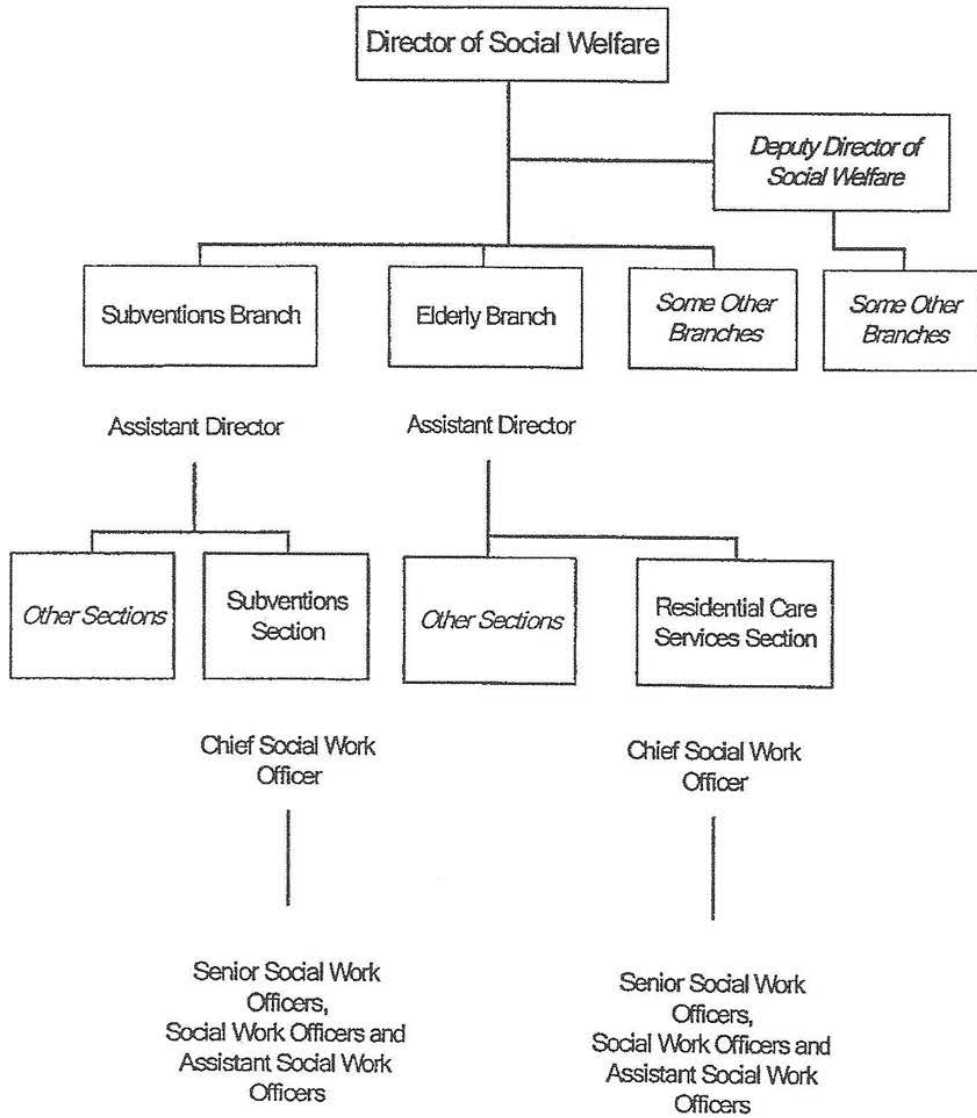 Director of Social Welfare
Deputy Director of
Social Welfare
Subventions Branch
Elderly Branch
Some Other
Branches
Some Other
Branches
Assistant Director
Assistant Director
Other Sections
Subventions
Section
Other Sections
Residential Care
Services Section
Chief Social Work
Officer
Chief Social Work
Officer
Senior Social Work
Officers,
Social Work Officers and
Assistant Social Work
Officers
Senior Social Work
Officers,
Social Work Officers and
Assistant Social Work
Officers